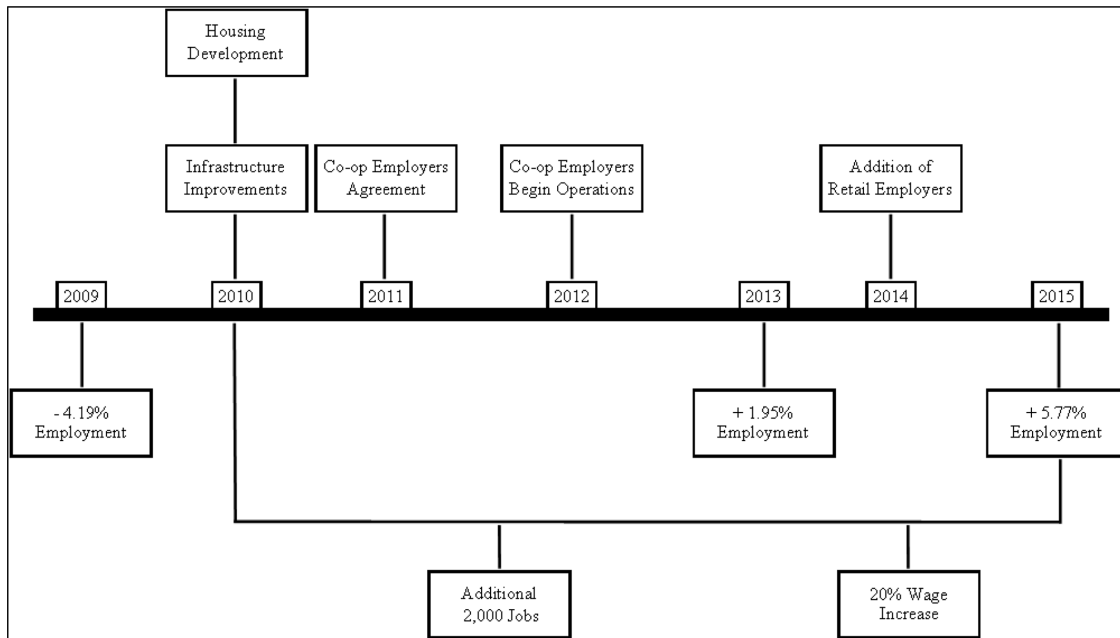 Housing
Development
Infrastructure
Improvements
Co-op Employers
Agreement
Co-op Employers
Begin Operations
Addition of
Retail Employers
2009
2010
2011
2012
2013
2014
2015
- 4.19%
Employment
+ 1.95%
Employment
+ 5.77%
Employment
Additional
2,000 Jobs
20% Wage
Increase